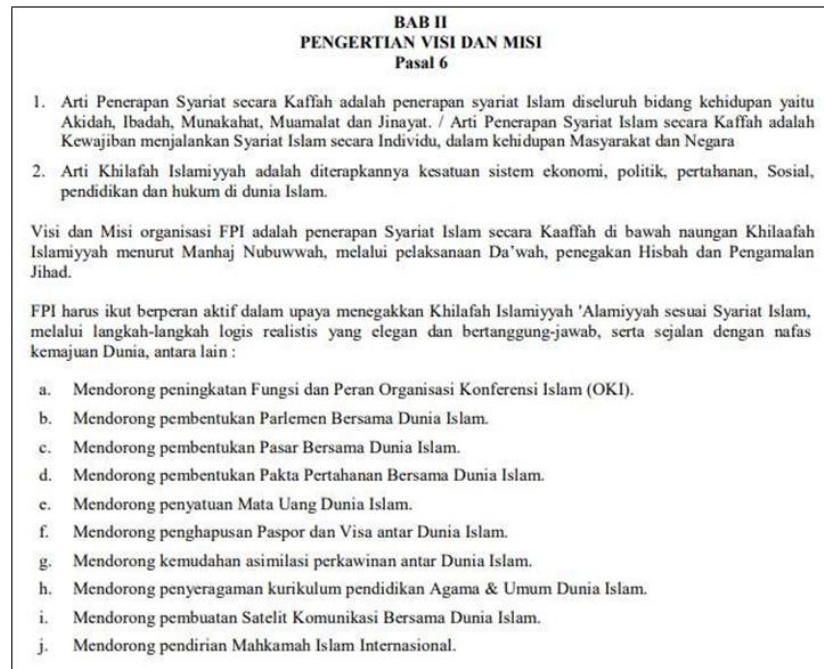 BAB II
PENGERTIAN VISI DAN MISI
Pasal 6
1. Arti Penerapan Syariat secara Kaffah adalah penerapan syariat Islam diseluruh bidang kehidupan yaitu
Akidah, Ibadah, Munakahat, Muamalat dan Jinayat. / Arti Penerapan Syariat Islam secara Kaffah adalah
Kewajiban menjalankan Syariat Islam secara Individu, dalam kehidupan Masyarakat dan Negara
2. Arti Khilafah Islamiyyah adalah diterapkannya kesatuan sistem ekonomi, politik, pertahanan, Sosial,
pendidikan dan hukum di dunia Islam.
Visi dan Misi organisasi FPI adalah penerapan Syariat Islam secara Kaaffah di bawah naungan Khilaafah
Islamiyyah menurut Manhaj Nubuwwah, melalui pelaksanaan Da'wah, penegakan Hisbah dan Pengamalan
Jihad.
FPI harus ikut berperan aktif dalam upaya menegakkan Khilafah Islamiyyah 'Alamiyyah sesuai Syariat Islam,
melalui langkah-langkah logis realistis yang elegan dan bertanggung-jawab, serta sejalan dengan nafas
kemajuan Dunia, antara lain :
a. Mendorong peningkatan Fungsi dan Peran Organisasi Konferensi Islam (OKI).
b. Mendorong pembentukan Parlemen Bersama Dunia Islam.
c. Mendorong pembentukan Pasar Bersama Dunia Islam.
d. Mendorong pembentukan Pakta Pertahanan Bersama Dunia Islam.
e. Mendorong penyatuan Mata Uang Dunia Islam.
f. Mendorong penghapusan Paspor dan Visa antar Dunia Islam.
g. Mendorong kemudahan asimilasi perkawinan antar Dunia Islam.
h. Mendorong penyeragaman kurikulum pendidikan Agama & Umum Dunia Islam.
i. Mendorong pembuatan Satelit Komunikasi Bersama Dunia Islam.
j. Mendorong pendirian Mahkamah Islam Internasional.